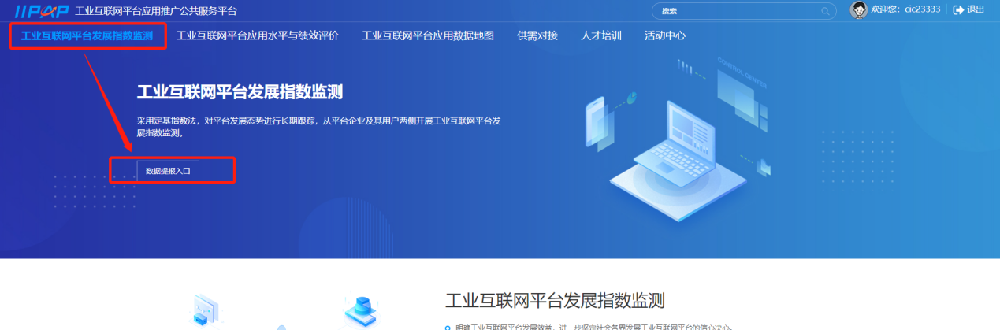 IIPAP 工业互联网平台应用推广公共服务平台
搜索
欢迎您：cic23333
退出
工业互联网平台发展指数监测
工业互联网平台应用水平与绩效评价
工业互联网平台应用数据地图
供需对接
人才培训
活动中心
CONTROL CENTER
工业互联网平台发展指数监测
采用定基指数法，对平台发展态势进行长期跟踪，从平台企业及其用户两侧开展工业互联网平台发
展指数监测。
数据提报入口
工业互联网平台发展指数监测
明确工业互联网平台发展效益，进一步坚定社会各界发展工业互联网平台的信心决心。